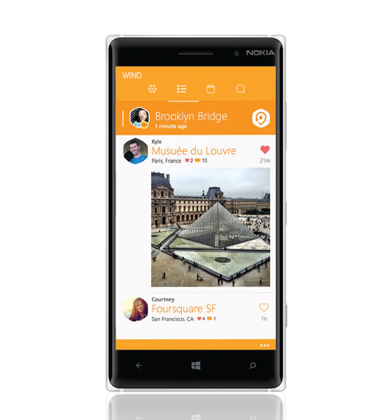 NOKIA
WIND
Brooklyn Bridge
1 minute ago
Kyle
Musuée du Louvre
Paris, France 2 10
21m
Courtney
Foursquare SF
San Francisco, CA 4 1
1h